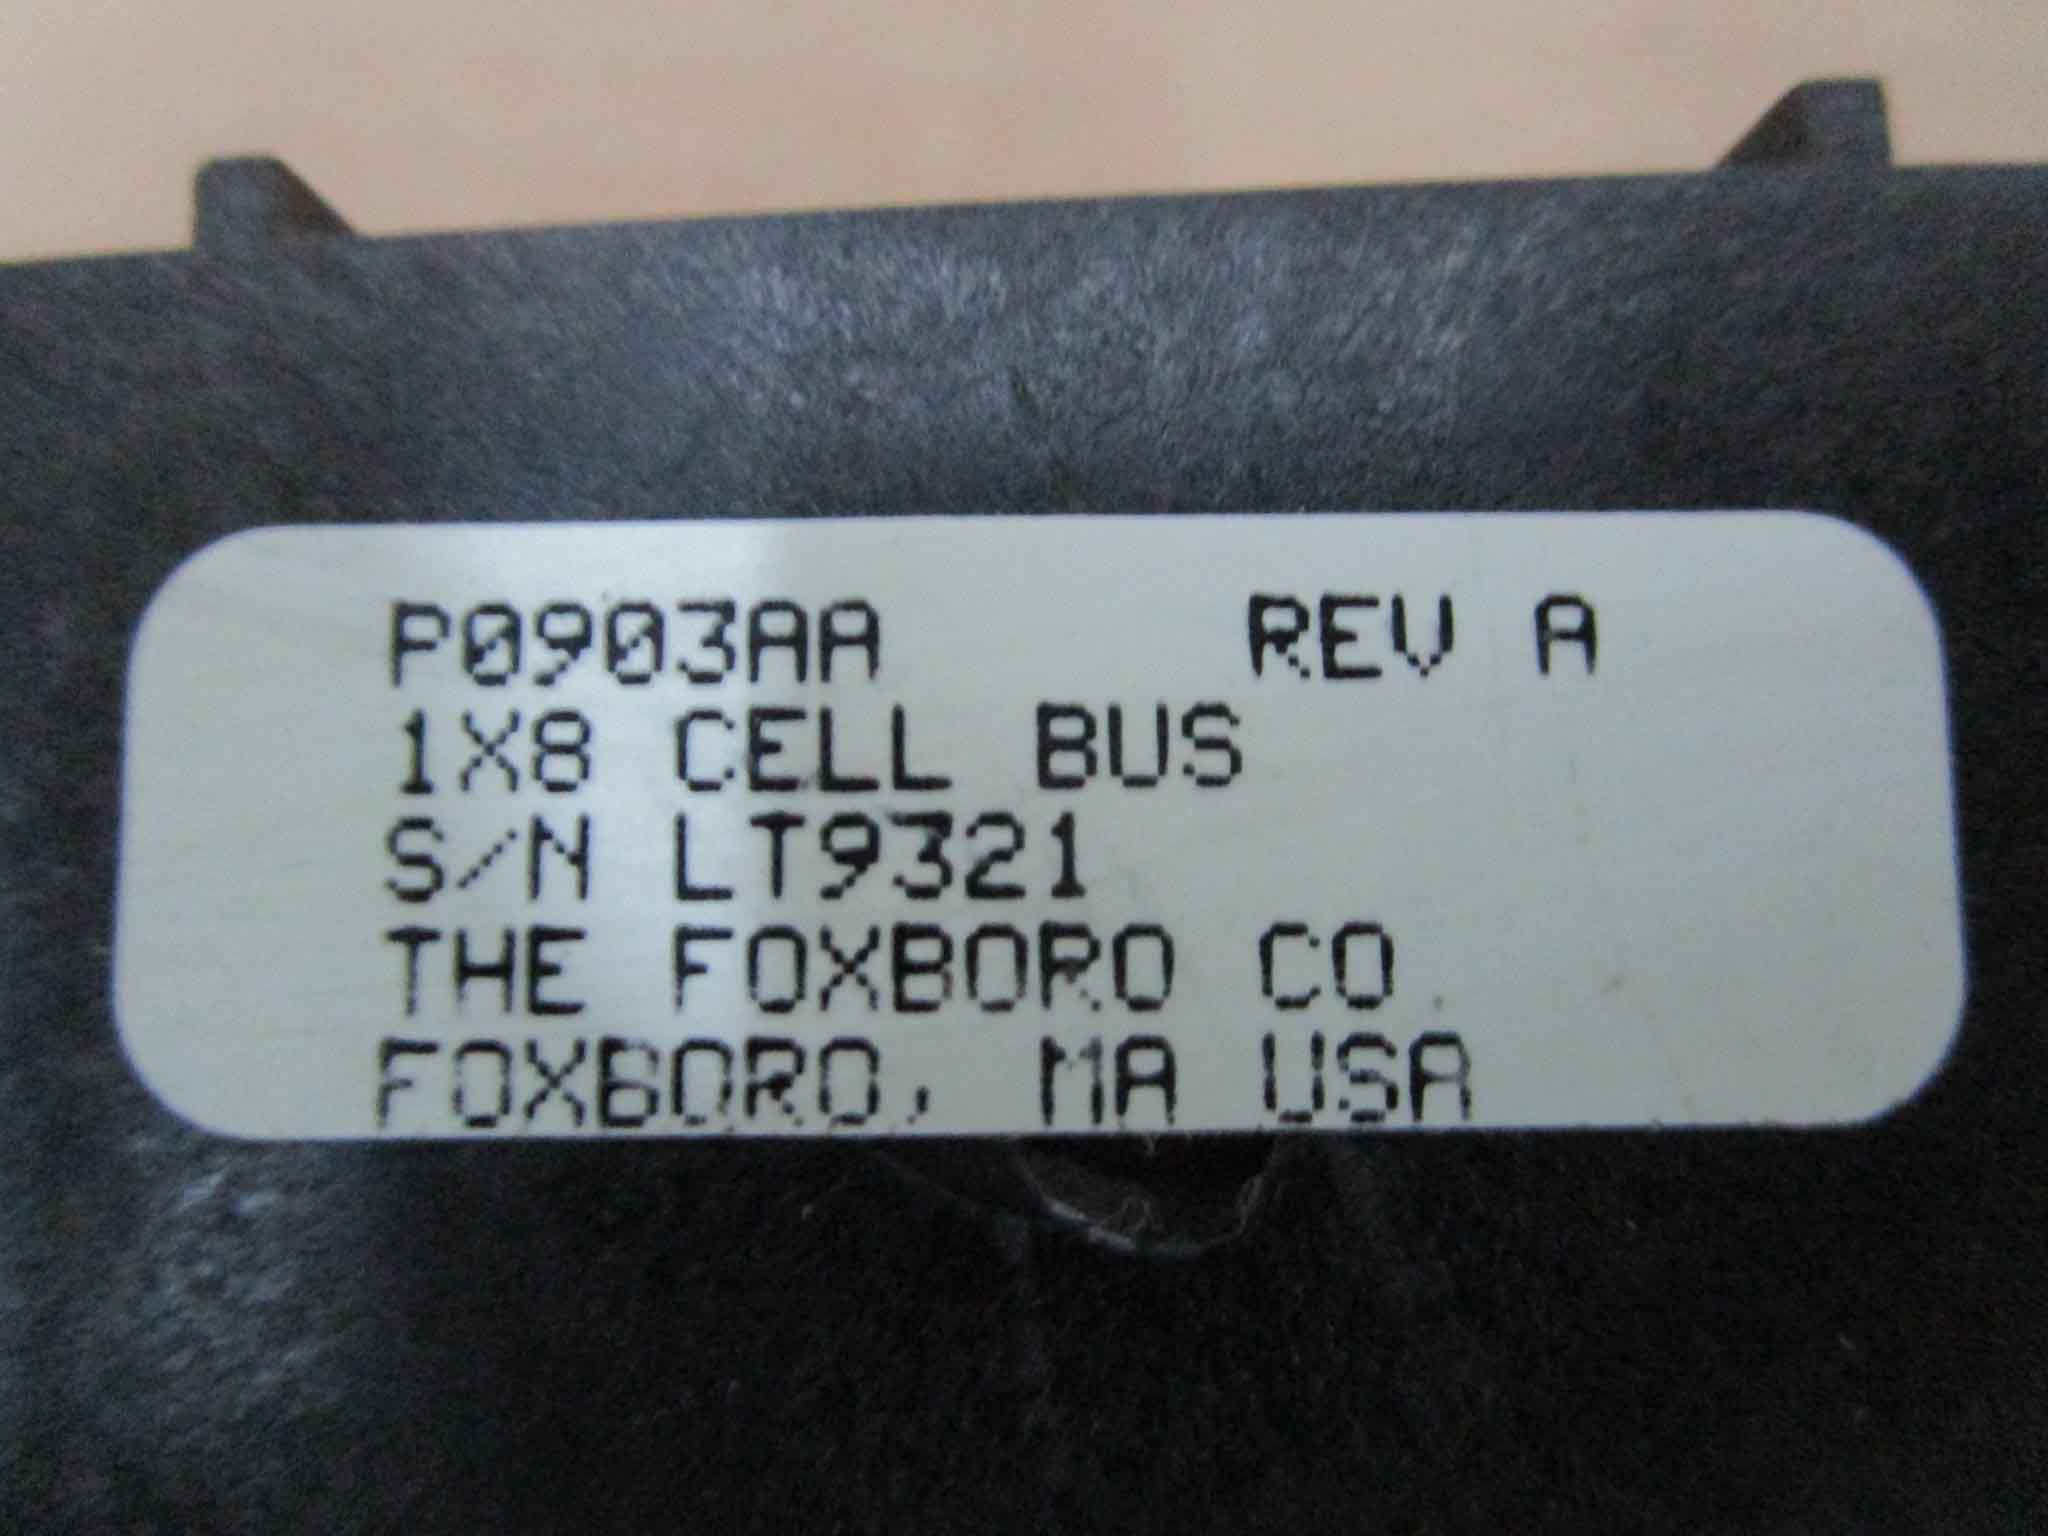 P0903AA REV A
1X8 CELL BUS
S/N LT9321
THE FOXBORO CO.
FOXBORO, MA USA